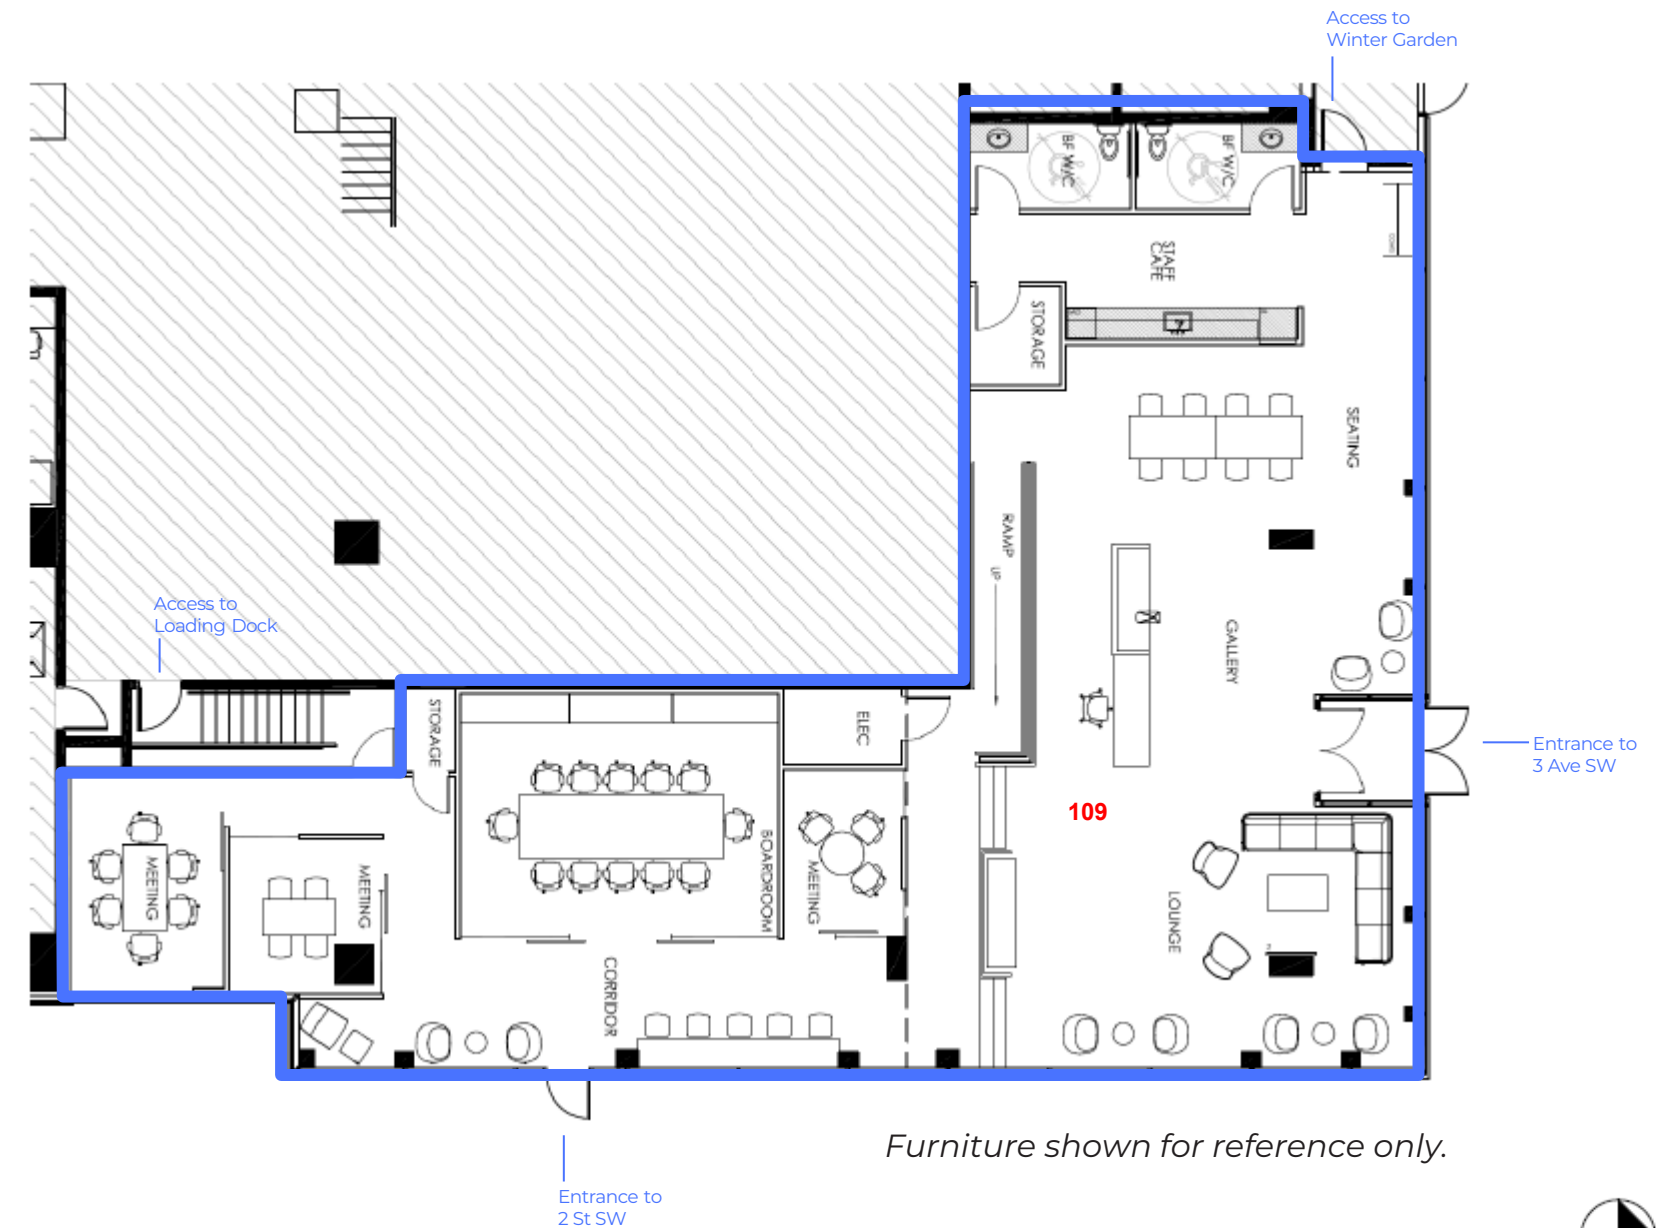 Access to
Winter Garden
BF W/C
BF W/C
STAFF
CAFE
STORAGE
SEATING
RAMP
UP
GALLERY
Access to
Loading Dock
STORAGE
ELEC
Entrance to
3 Ave SW
109
BOARDROOM
MEETING
MEETING
MEETING
LOUNGE
CORRIDOR
Furniture shown for reference only.
Entrance to
2 St SW